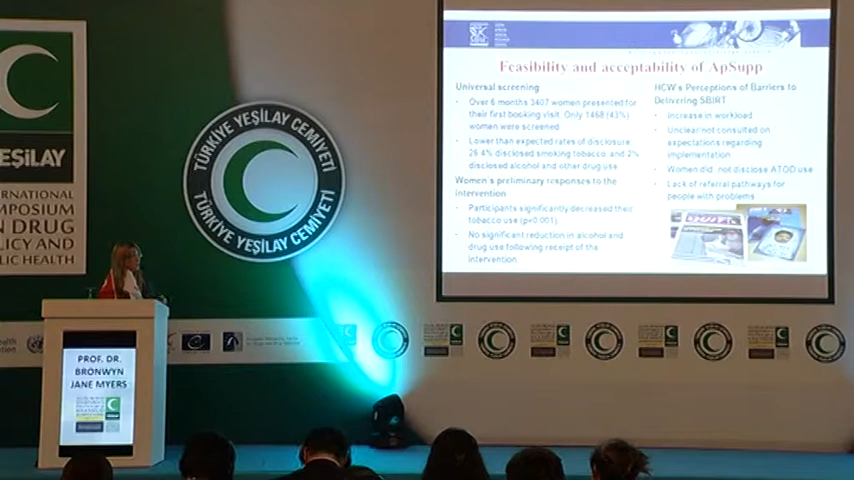 YEŞİLAY
RNATIONAL
MPOSIUM
N DRUG
LICY AND
BLIC HEALTH
TÜRKİYE YEŞİLAY CEMİYETİ
TÜRKİYE YEŞİLAY CEMİYETİ
PROF. DR.
BRONWYN
JANE MYERS
Feasibility and acceptability of ApSupp
Universal screening
Over 6 months 3407 women presented for
their first booking visit. Only 1468 (43%)
women were screened
Lower than expected rates of disclosure
26.4% disclosed smoking tobacco, and 2%
disclosed alcohol and other drug use
Women's preliminary responses to the
intervention
Participants significantly decreased their
tobacco use (p<0.001)
No significant reduction in alcohol and
drug use following receipt of the
intervention
HCW's Perceptions of Barriers to
Delivering SBIRT
Increase in workload
Unclear/not consulted on
expectations regarding
implementation
Women did not disclose ATOD use
Lack of referral pathways for
people with problems